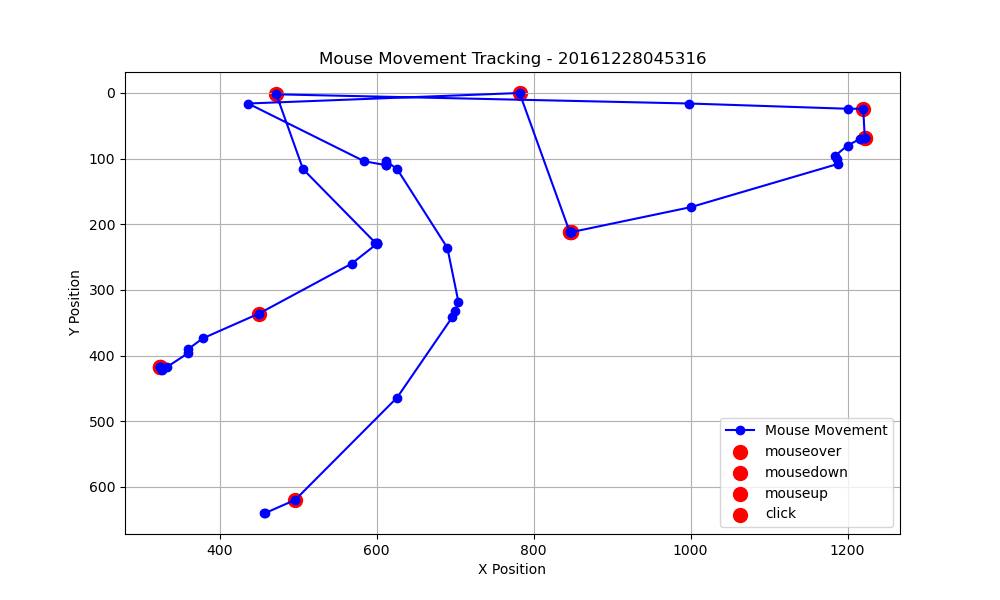 Mouse Movement Tracking - 20161228045316
Y Position
0
100
200
300
400
500
600
Mouse Movement
mouseover
mousedown
mouseup
click
400
600
800
1000
1200
X Position